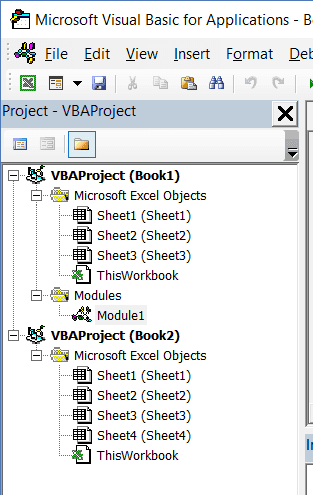 Microsoft Visual Basic for Applications - B
File Edit View Insert Format Deb
Project - VBAProject
VBAProject (Book1)
Microsoft Excel Objects
Sheet1 (Sheet1)
Sheet2 (Sheet2)
Sheet3 (Sheet3)
ThisWorkbook
Modules
Module1
VBAProject (Book2)
Microsoft Excel Objects
Sheet1 (Sheet1)
Sheet2 (Sheet2)
Sheet3 (Sheet3)
Sheet4 (Sheet4)
ThisWorkbook